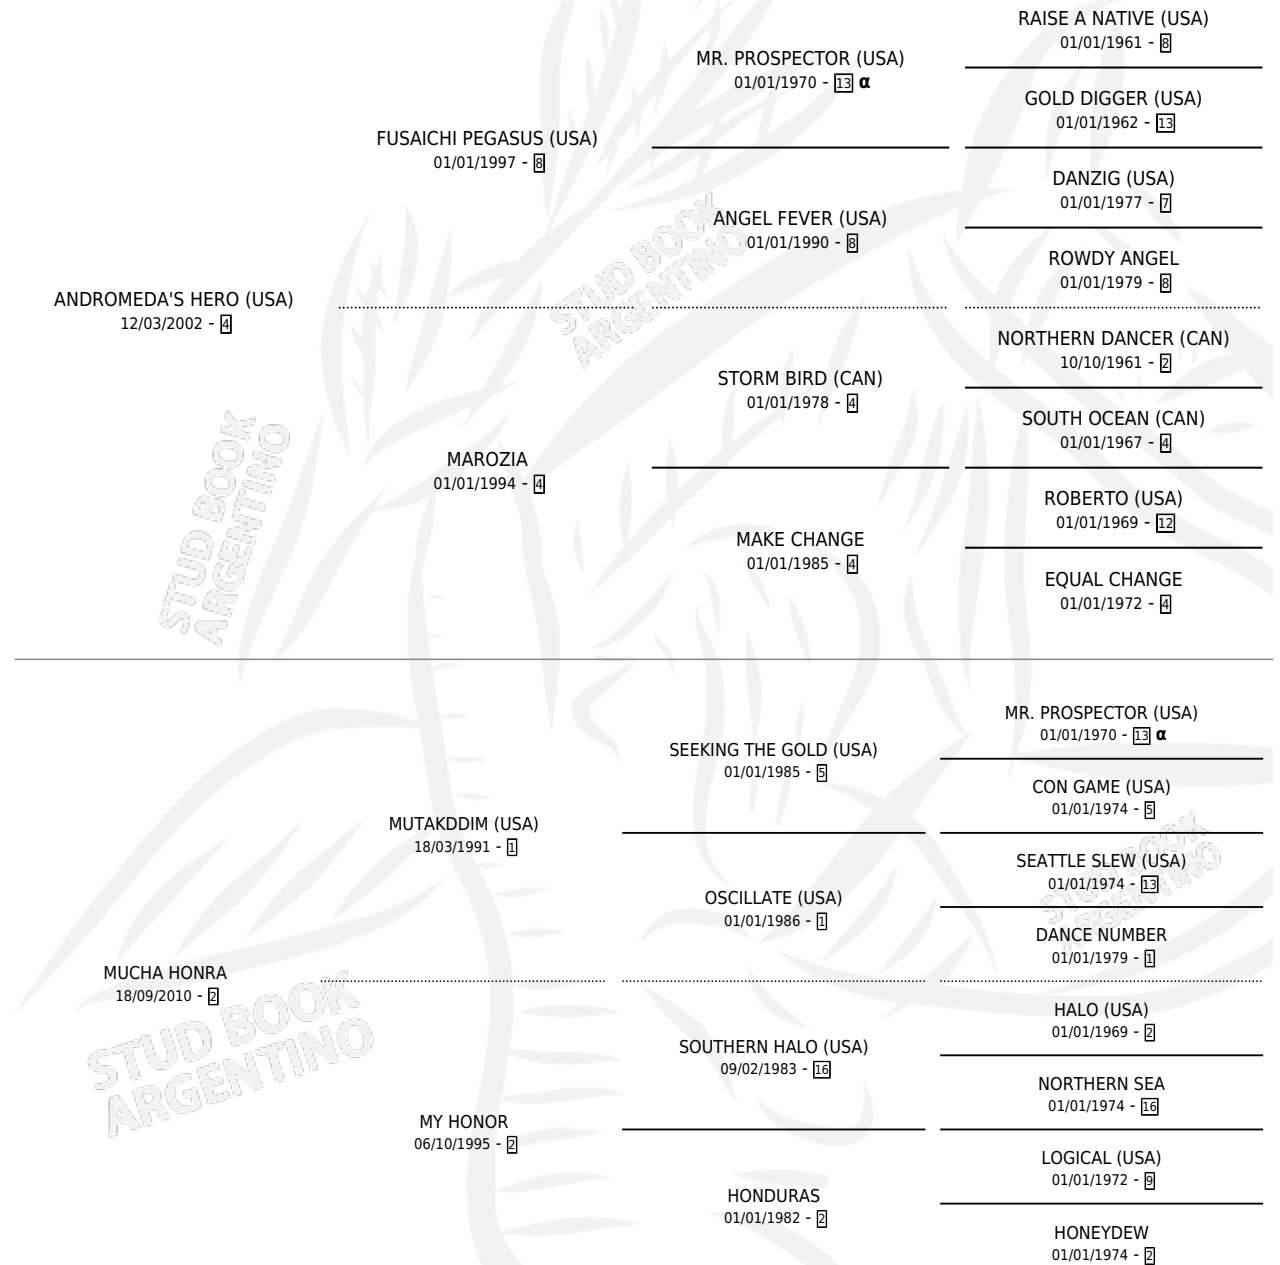 RAISE A NATIVE (USA)
01/01/1961 - 8
MR. PROSPECTOR (USA)
01/01/1970 - 13 α
GOLD DIGGER (USA)
01/01/1962 - 13
FUSAICHI PEGASUS (USA)
01/01/1997 - 8
DANZIG (USA)
01/01/1977 - 7
ANGEL FEVER (USA)
01/01/1990 - 8
ROWDY ANGEL
01/01/1979 - 8
STUD BOOK
ARGENTINO
ANDROMEDA'S HERO (USA)
12/03/2002 - 4
NORTHERN DANCER (CAN)
10/10/1961 - 2
STORM BIRD (CAN)
01/01/1978 - 4
SOUTH OCEAN (CAN)
01/01/1967 - 4
MAROZIA
01/01/1994 - 4
ROBERTO (USA)
01/01/1969 - 12
MAKE CHANGE
01/01/1985 - 4
EQUAL CHANGE
01/01/1972 - 4
STUD BOOK
ARGENTINO
MR. PROSPECTOR (USA)
01/01/1970 - 13 α
SEEKING THE GOLD (USA)
01/01/1985 - 5
CON GAME (USA)
01/01/1974 - 5
MUTAKDDIM (USA)
18/03/1991 - 1
SEATTLE SLEW (USA)
01/01/1974 - 13
STUD BOOK
ARGENTINO
OSCILLATE (USA)
01/01/1986 - 1
DANCE NUMBER
01/01/1979 - 1
MUCHA HONRA
18/09/2010 - 2
HALO (USA)
01/01/1969 - 2
SOUTHERN HALO (USA)
09/02/1983 - 16
NORTHERN SEA
01/01/1974 - 16
STUD BOOK
ARGENTINO
MY HONOR
06/10/1995 - 2
LOGICAL (USA)
01/01/1972 - 9
HONDURAS
01/01/1982 - 2
HONEYDEW
01/01/1974 - 2